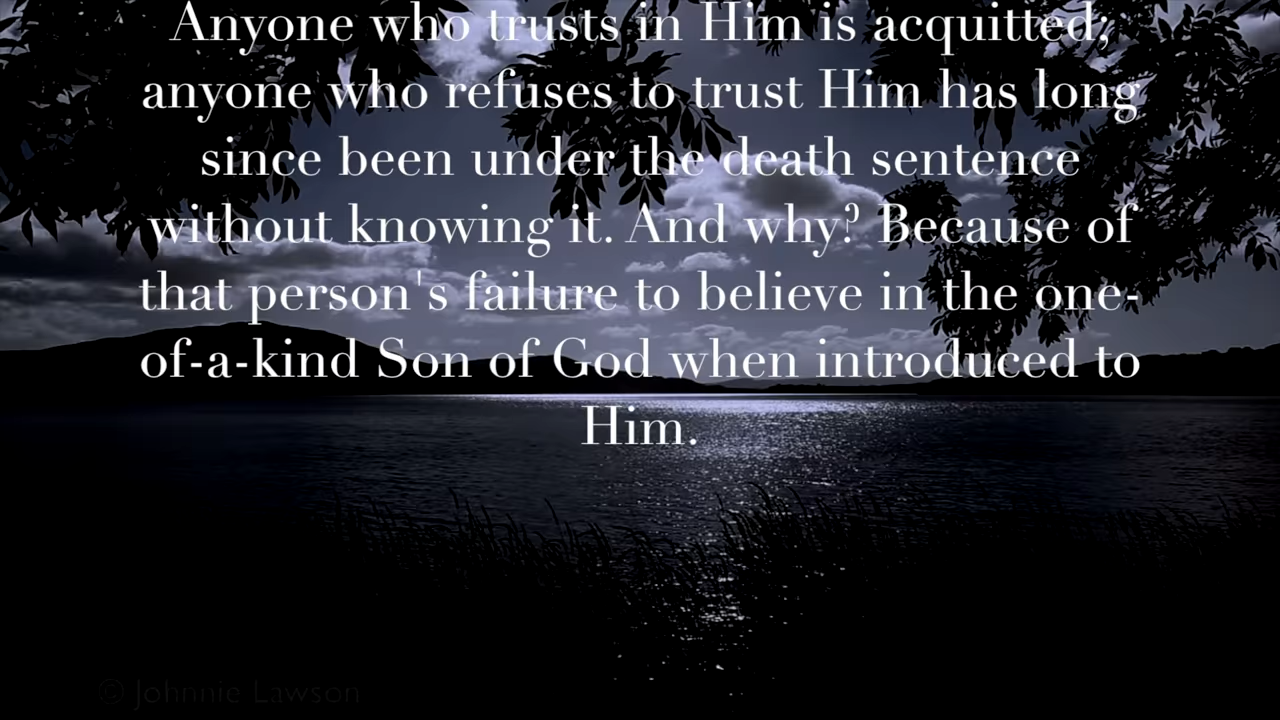 Anyone who trusts in Him is acquitted;
anyone who refuses to trust Him has long
since been under the death sentence
without knowing it. And why? Because of
that person's failure to believe in the one-
of-a-kind Son of God when introduced to
Him.
© Johnnie Lawson